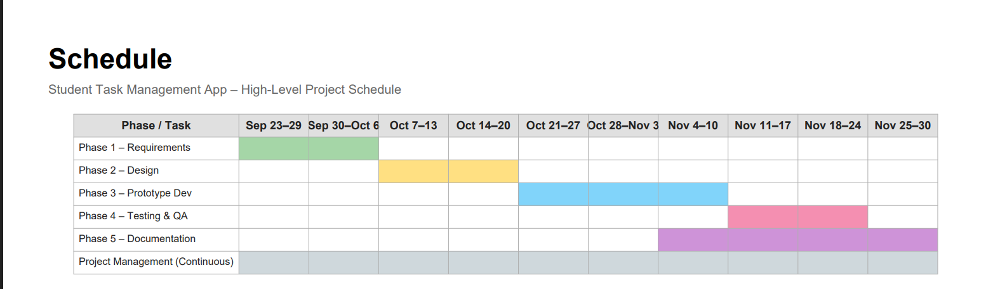 Schedule
Student Task Management App – High-Level Project Schedule
Phase / Task Sep 23–29 Sep 30–Oct 6 Oct 7–13 Oct 14–20 Oct 21–27 Oct 28–Nov 3 Nov 4–10 Nov 11–17 Nov 18–24 Nov 25–30
Phase 1 – Requirements
Phase 2 – Design
Phase 3 – Prototype Dev
Phase 4 – Testing & QA
Phase 5 – Documentation
Project Management (Continuous)